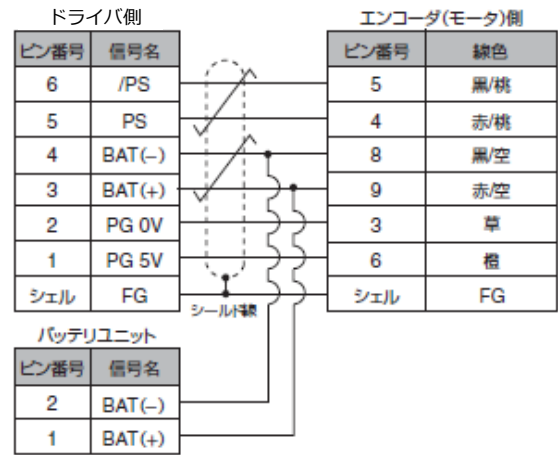 ドライバ側 エンコーダ(モータ)側
ピン番号 信号名 ピン番号 線色
6 /PS 5 黒/桃
5 PS 4 赤/桃
4 BAT(−) 8 黒/空
3 BAT(+) 9 赤/空
2 PG 0V 3 草
1 PG 5V 6 橙
シェル FG シェル FG
シールド線
バッテリユニット
ピン番号 信号名
2 BAT(−)
1 BAT(+)